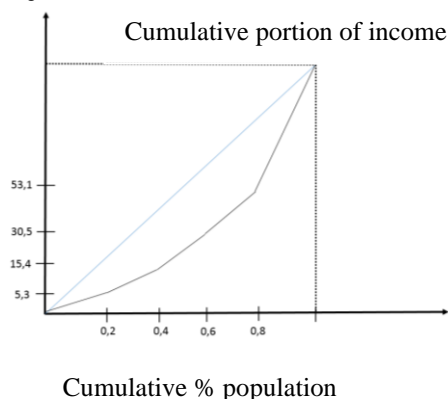 Cumulative portion of income
53,1
30,5
15,4
5,3
0,2 0,4 0,6 0,8
Cumulative % population